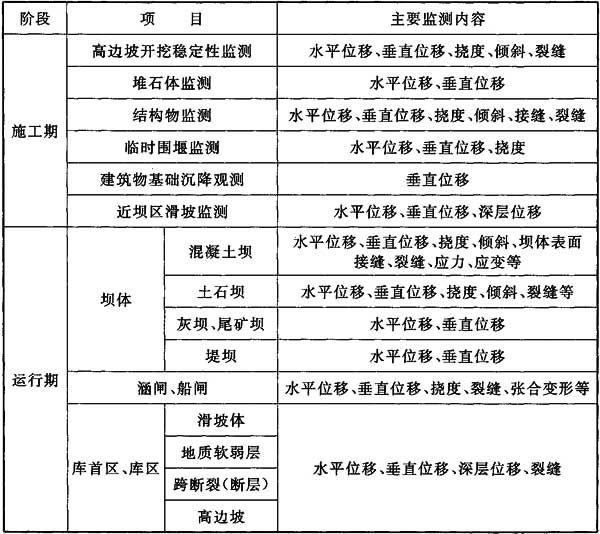 阶段 项 目 主要监测内容
施工期 高边坡开挖稳定性监测 水平位移、垂直位移、挠度、倾斜、裂缝
堆石体监测 水平位移、垂直位移
结构物监测 水平位移、垂直位移、挠度、倾斜、接缝、裂缝
临时围堰监测 水平位移、垂直位移、挠度
建筑物基础沉降观测 垂直位移
近坝区滑坡监测 水平位移、垂直位移、深层位移
运行期 坝体 混凝土坝 水平位移、垂直位移、挠度、倾斜、坝体表面
接缝、裂缝、应力、应变等
土石坝 水平位移、垂直位移、挠度、倾斜、裂缝等
灰坝、尾矿坝 水平位移、垂直位移
堤坝 水平位移、垂直位移
涵闸、船闸 水平位移、垂直位移、挠度、裂缝、张合变形等
库首区、库区 滑坡体 水平位移、垂直位移、深层位移、裂缝
地质软弱层
跨断裂(断层)
高边坡